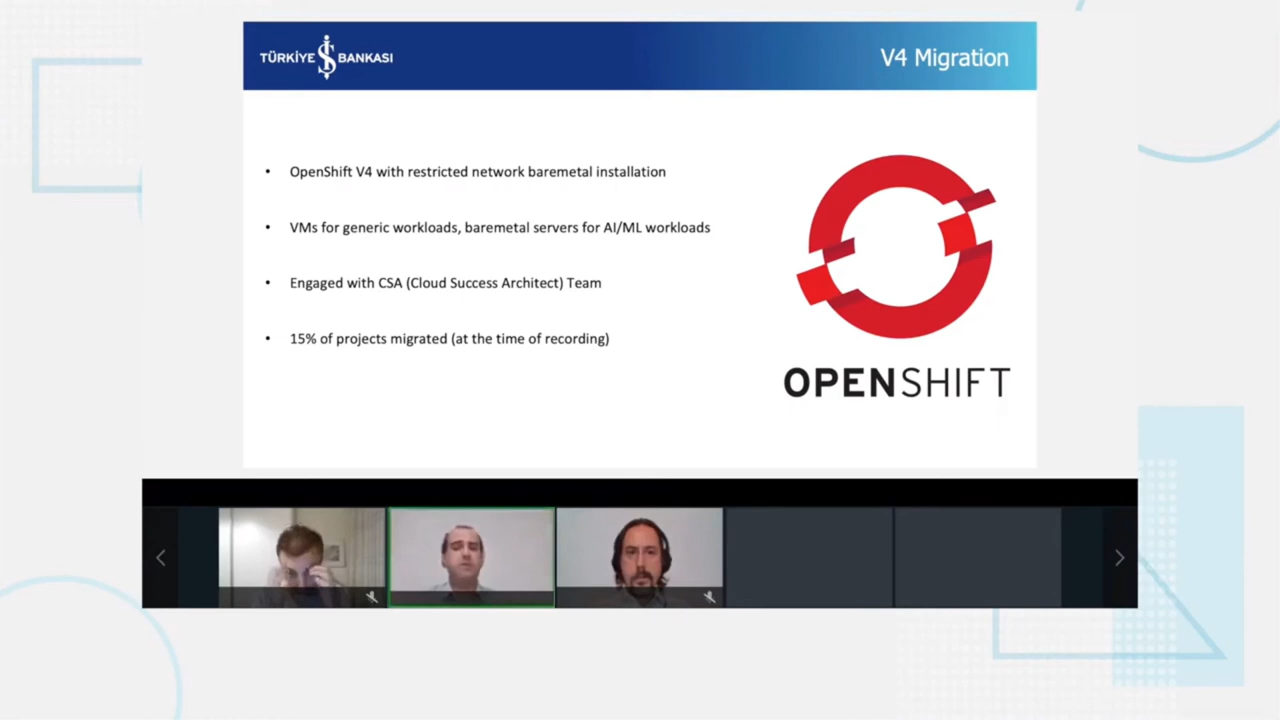 TÜRKİYE İŞ BANKASI
V4 Migration
• OpenShift V4 with restricted network baremetal installation
• VMs for generic workloads, baremetal servers for AI/ML workloads
• Engaged with CSA (Cloud Success Architect) Team
• 15% of projects migrated (at the time of recording)
OPENSHIFT